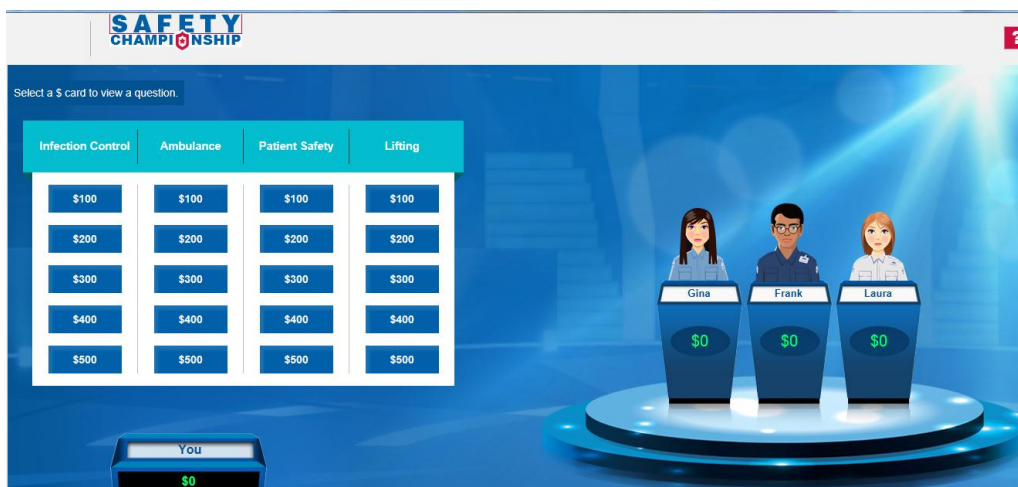 SAFETY
CHAMPIONSHIP
?
Select a $ card to view a question.
Infection Control Ambulance Patient Safety Lifting
$100 $100 $100 $100
$200 $200 $200 $200
$300 $300 $300 $300
$400 $400 $400 $400
$500 $500 $500 $500
Gina Frank Laura
$0 $0 $0
You
$0